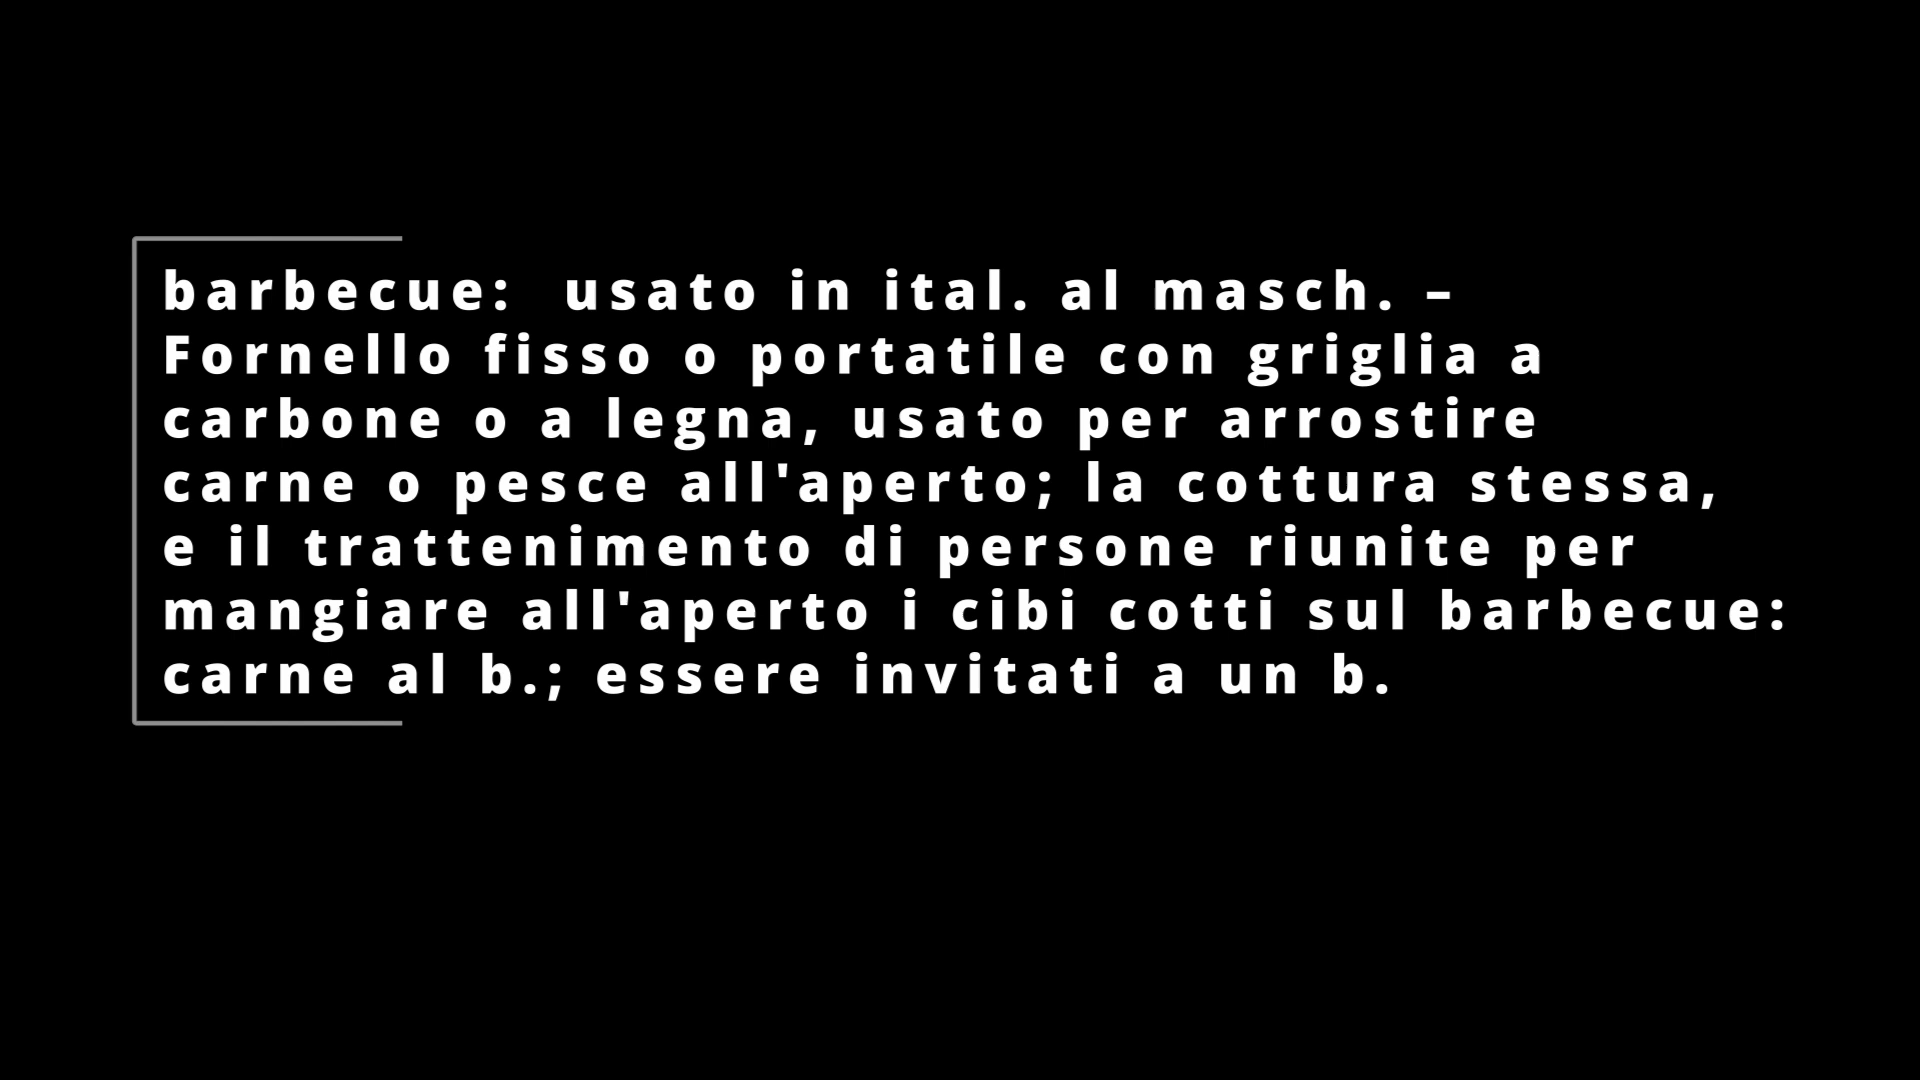 barbecue:  usato in ital. al masch. –
Fornello fisso o portatile con griglia a
carbone o a legna, usato per arrostire
carne o pesce all'aperto; la cottura stessa,
e il trattenimento di persone riunite per
mangiare all'aperto i cibi cotti sul barbecue:
carne al b.; essere invitati a un b.